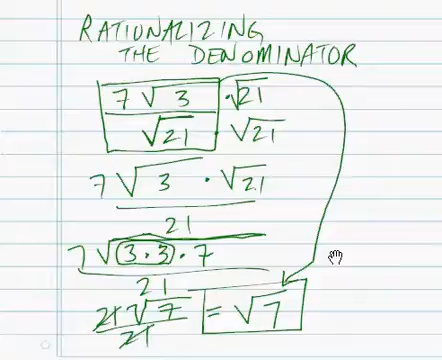 RATIONALIZING
THE DENOMINATOR
7√3 · √21
√21 √21
7√3 · √21
21
7√(3·3)·7
21
21√7 = √7
21